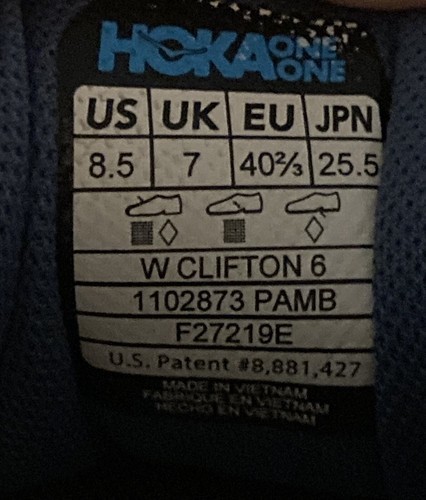 HOKA ONE ONE
US UK EU JPN
8.5 7 40⅔ 25.5
W CLIFTON 6
1102873 PAMB
F27219E
U.S. Patent #8,881,427
MADE IN VIETNAM
FABRIQUE EN VIETNAM
HECHO EN VIETNAM